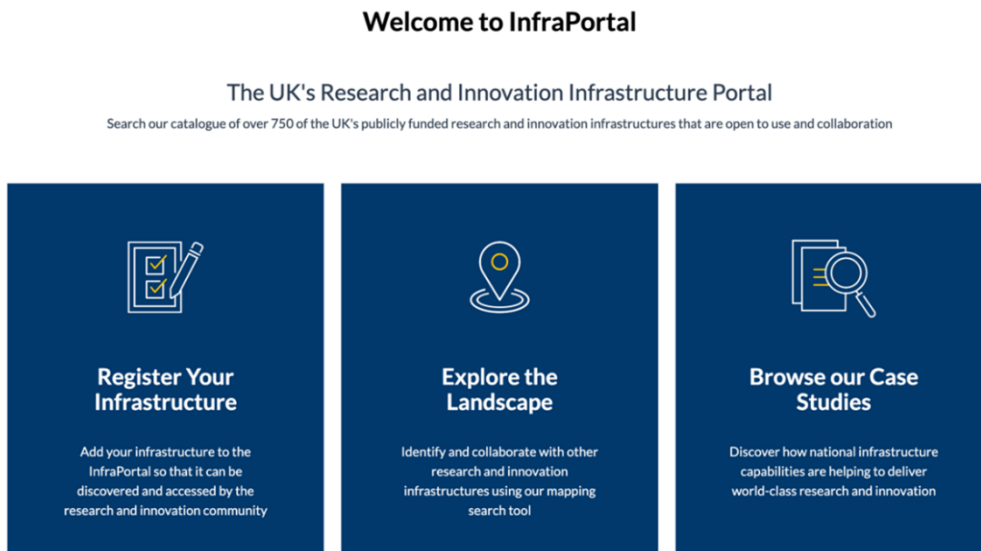 Welcome to InfraPortal
The UK's Research and Innovation Infrastructure Portal
Search our catalogue of over 750 of the UK's publicly funded research and innovation infrastructures that are open to use and collaboration
Register Your
Infrastructure
Add your infrastructure to the
InfraPortal so that it can be
discovered and accessed by the
research and innovation community
Explore the
Landscape
Identify and collaborate with other
research and innovation
infrastructures using our mapping
search tool
Browse our Case
Studies
Discover how national infrastructure
capabilities are helping to deliver
world-class research and innovation